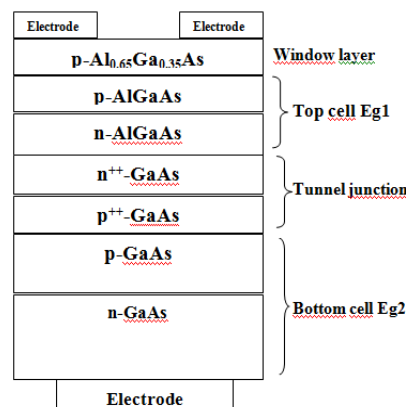 Electrode Electrode
p-Al0.65Ga0.35As Window layer
p-AlGaAs
Top cell Eg1
n-AlGaAs
n++-GaAs
Tunnel junction
p++-GaAs
p-GaAs
n-GaAs Bottom cell Eg2
Electrode